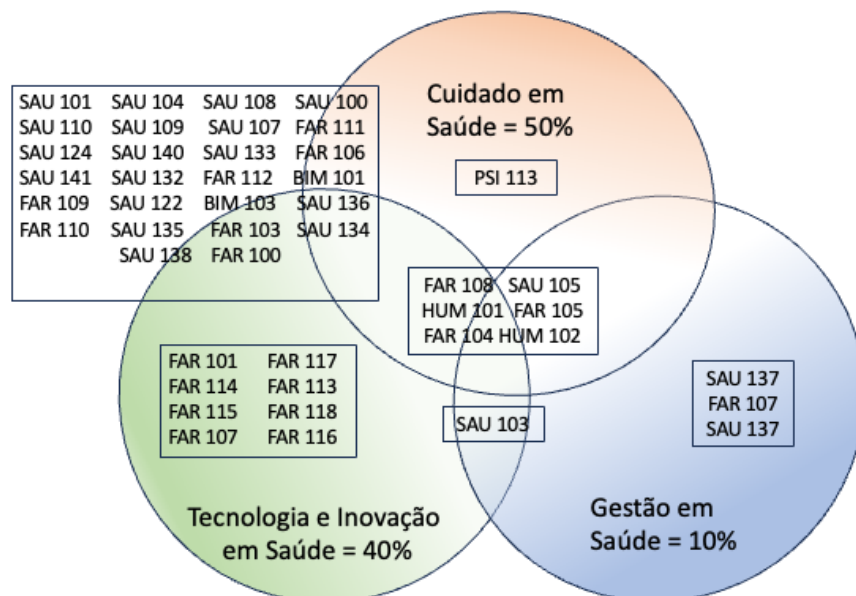 Cuidado em
Saúde = 50%
SAU 101 SAU 104 SAU 108 SAU 100
SAU 110 SAU 109 SAU 107 FAR 111
SAU 124 SAU 140 SAU 133 FAR 106
SAU 141 SAU 132 FAR 112 BIM 101
FAR 109 SAU 122 BIM 103 SAU 136
FAR 110 SAU 135 FAR 103 SAU 134
SAU 138 FAR 100
PSI 113
FAR 108 SAU 105
HUM 101 FAR 105
FAR 104 HUM 102
FAR 101 FAR 117
FAR 114 FAR 113
FAR 115 FAR 118
FAR 107 FAR 116
SAU 103
SAU 137
FAR 107
SAU 137
Tecnologia e Inovação
em Saúde = 40%
Gestão em
Saúde = 10%